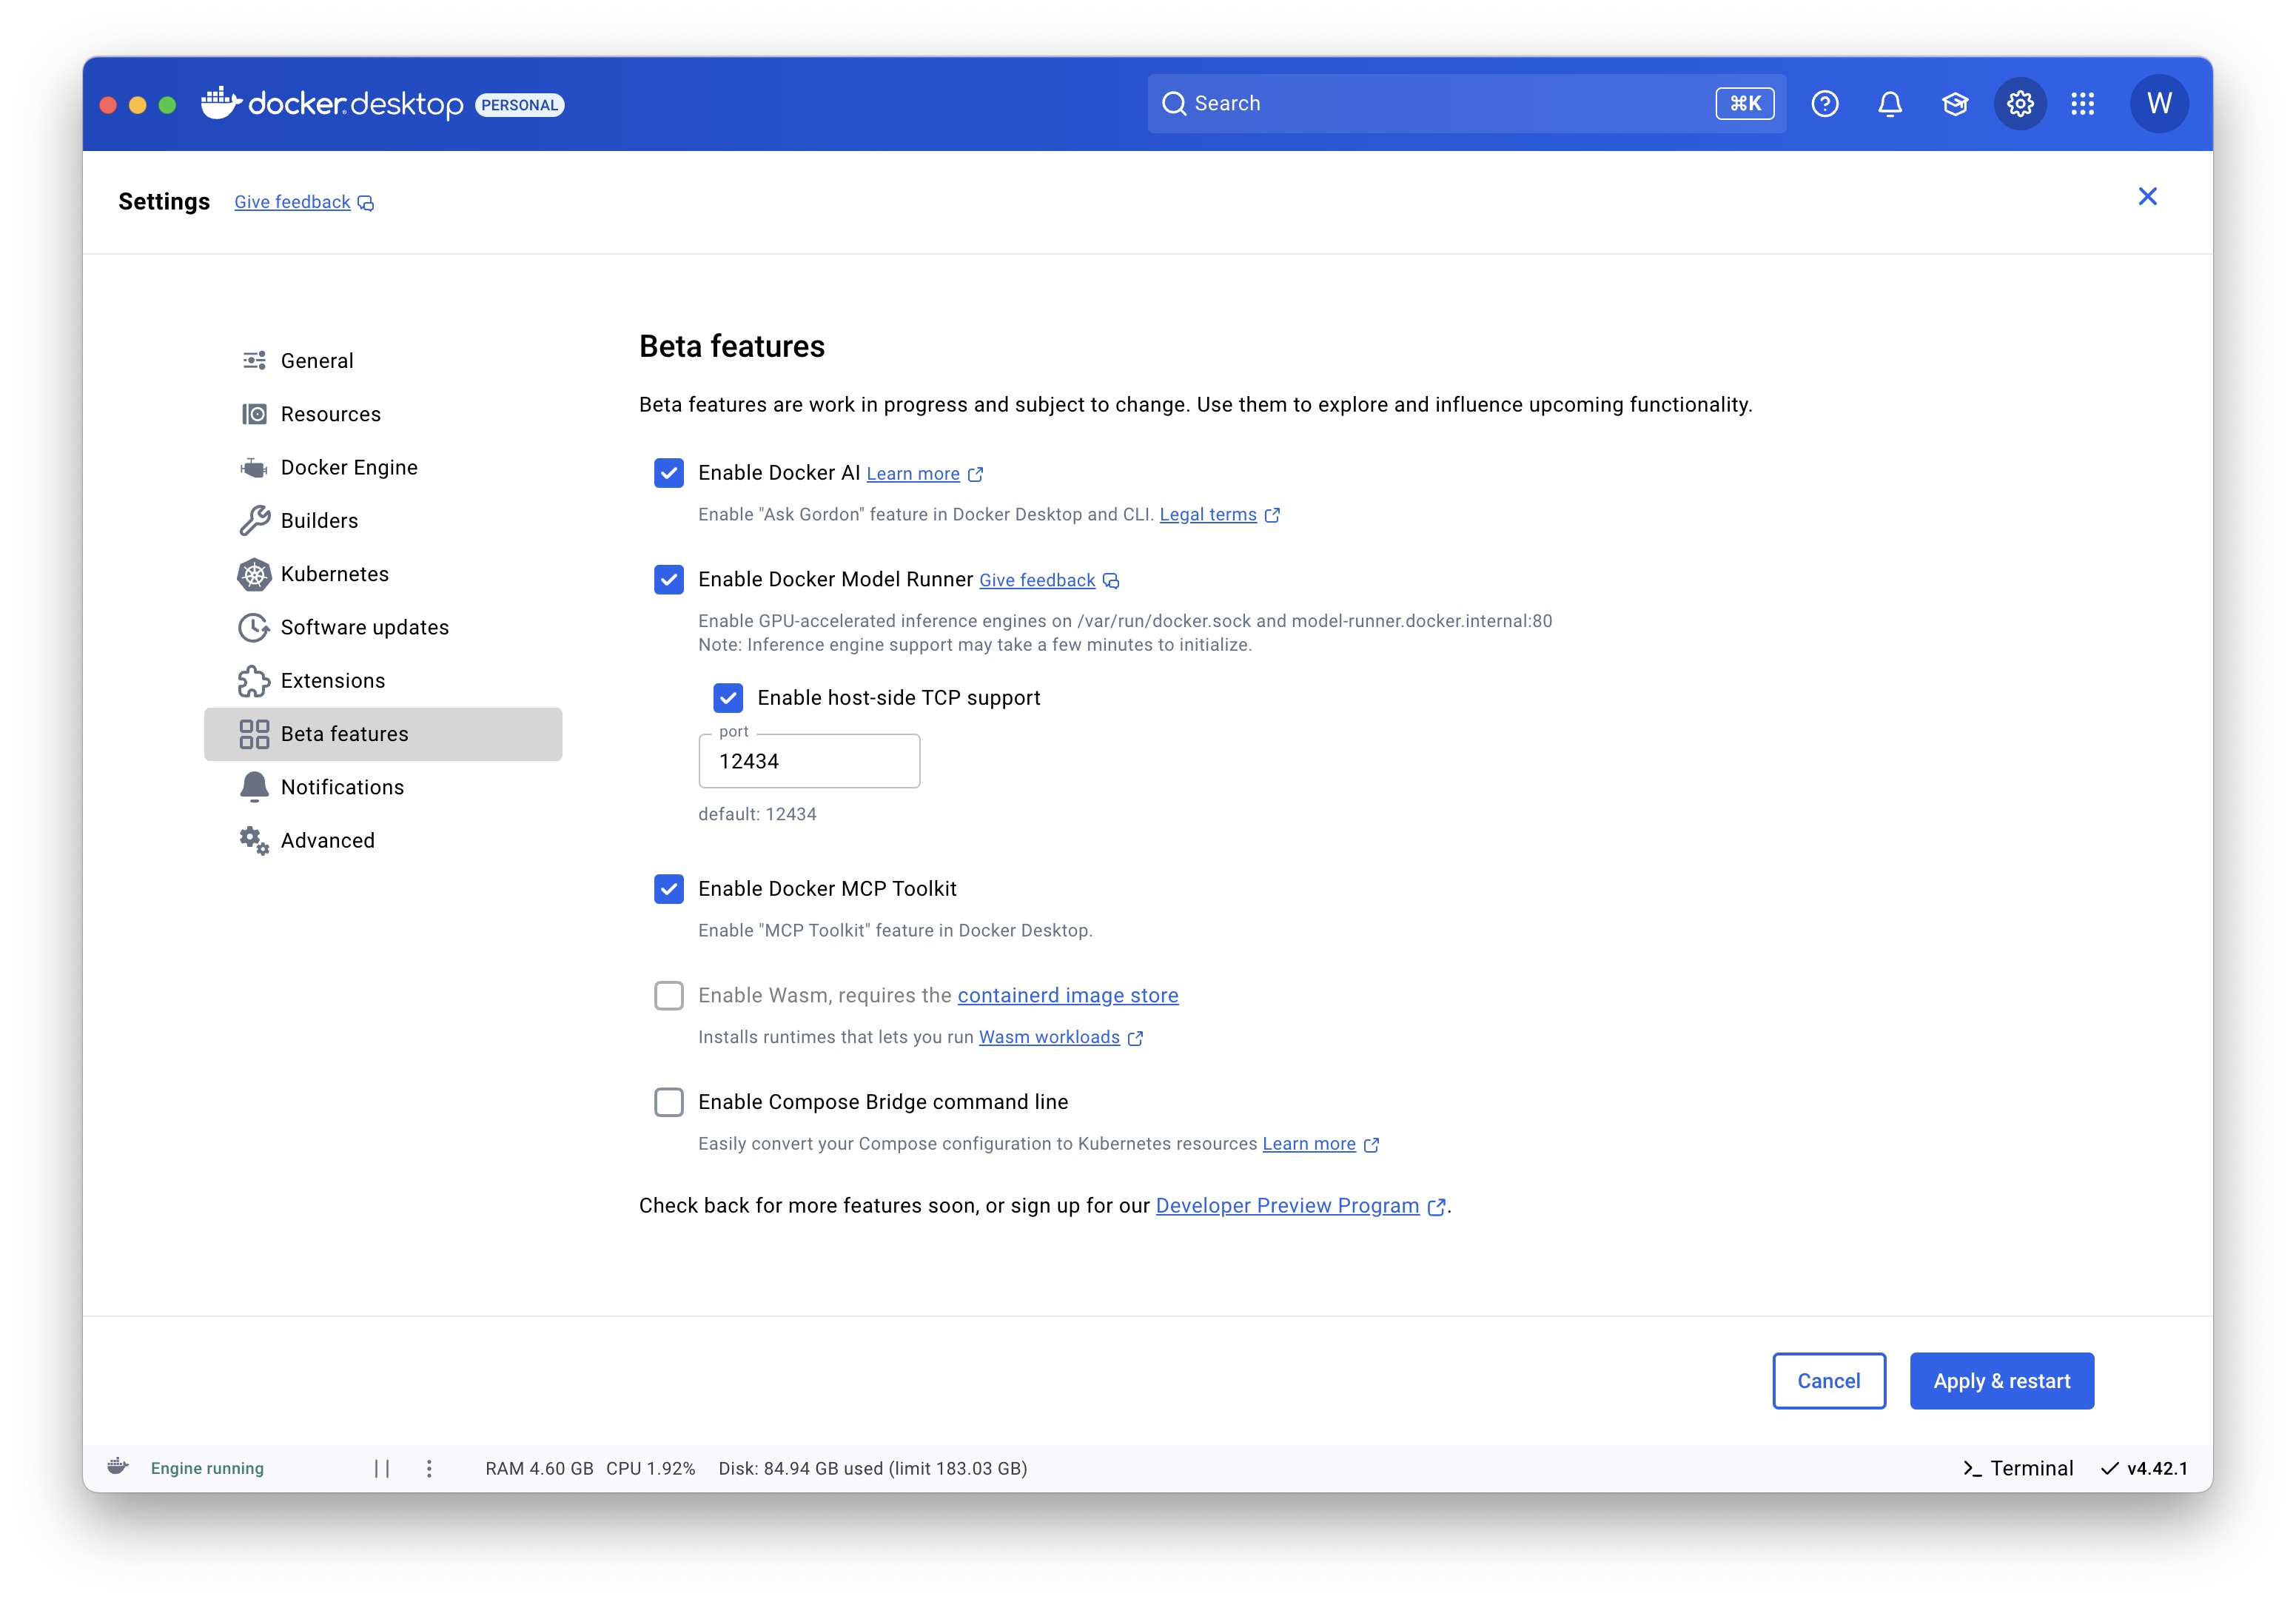 docker.desktop PERSONAL Search ⌘K W
Settings Give feedback
General
Resources
Docker Engine
Builders
Kubernetes
Software updates
Extensions
Beta features
Notifications
Advanced
Beta features
Beta features are work in progress and subject to change. Use them to explore and influence upcoming functionality.
Enable Docker AI Learn more
Enable "Ask Gordon" feature in Docker Desktop and CLI. Legal terms
Enable Docker Model Runner Give feedback
Enable GPU-accelerated inference engines on /var/run/docker.sock and model-runner.docker.internal:80
Note: Inference engine support may take a few minutes to initialize.
Enable host-side TCP support
port
12434
default: 12434
Enable Docker MCP Toolkit
Enable "MCP Toolkit" feature in Docker Desktop.
Enable Wasm, requires the containerd image store
Installs runtimes that lets you run Wasm workloads
Enable Compose Bridge command line
Easily convert your Compose configuration to Kubernetes resources Learn more
Check back for more features soon, or sign up for our Developer Preview Program.
Cancel Apply & restart
Engine running RAM 4.60 GB CPU 1.92% Disk: 84.94 GB used (limit 183.03 GB) Terminal v4.42.1